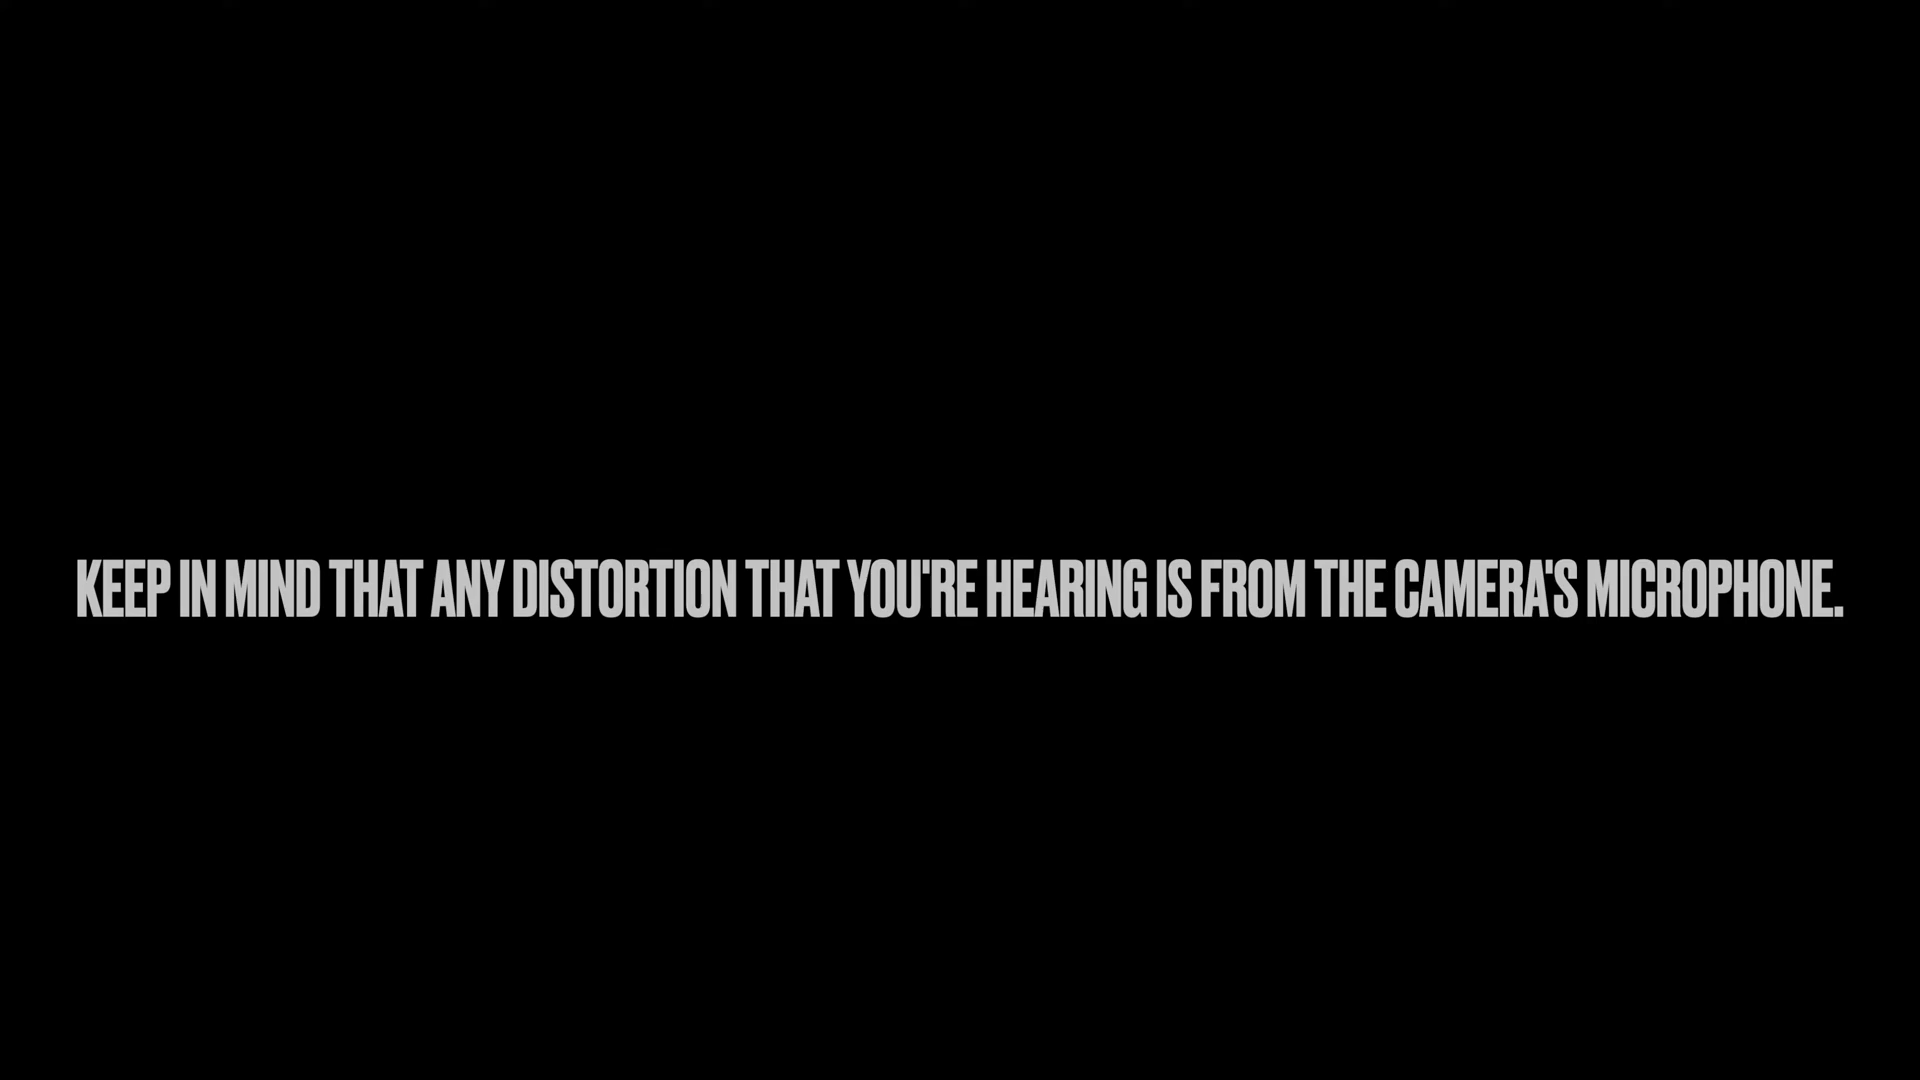 KEEP IN MIND THAT ANY DISTORTION THAT YOU'RE HEARING IS FROM THE CAMERA'S MICROPHONE.